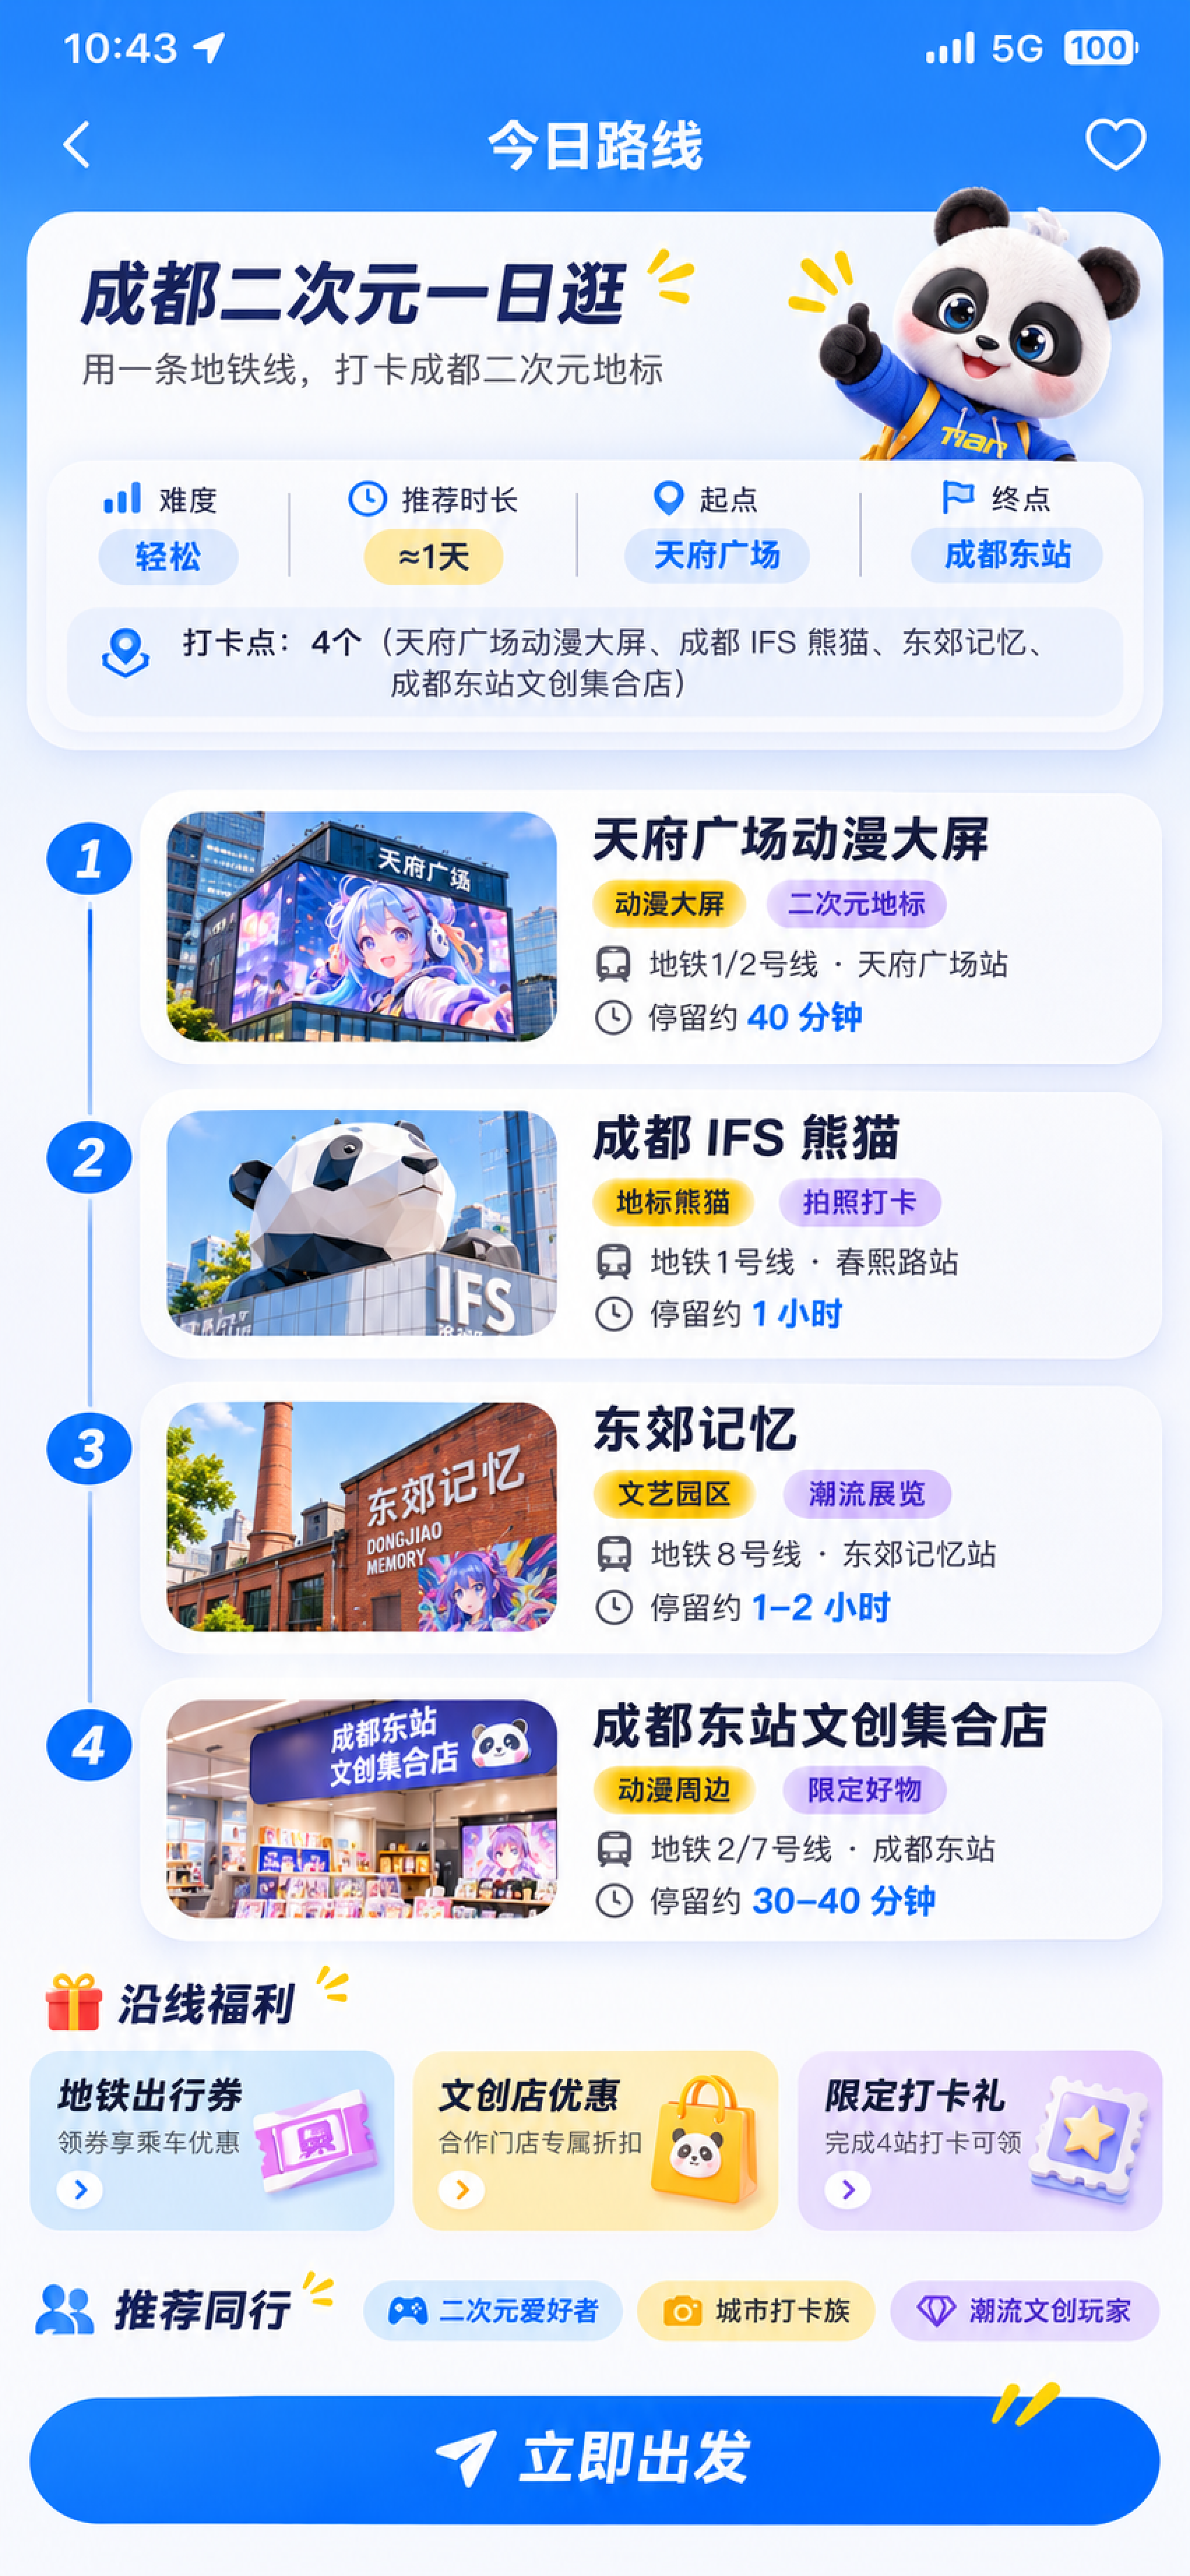 10:43
5G 100
今日路线
成都二次元一日逛
用一条地铁线，打卡成都二次元地标
Tian
难度
推荐时长
起点
终点
轻松
≈1天
天府广场
成都东站
打卡点：4个（天府广场动漫大屏、成都 IFS 熊猫、东郊记忆、
成都东站文创集合店）
1
天府广场
天府广场动漫大屏
动漫大屏
二次元地标
地铁1/2号线 · 天府广场站
停留约 40 分钟
2
IFS
成都 IFS 熊猫
地标熊猫
拍照打卡
地铁1号线 · 春熙路站
停留约 1 小时
3
东郊记忆
DONGJIAO
MEMORY
东郊记忆
文艺园区
潮流展览
地铁8号线 · 东郊记忆站
停留约 1–2 小时
4
成都东站
文创集合店
成都东站文创集合店
动漫周边
限定好物
地铁2/7号线 · 成都东站
停留约 30–40 分钟
沿线福利
地铁出行券
领券享乘车优惠
文创店优惠
合作门店专属折扣
限定打卡礼
完成4站打卡可领
推荐同行
二次元爱好者
城市打卡族
潮流文创玩家
立即出发